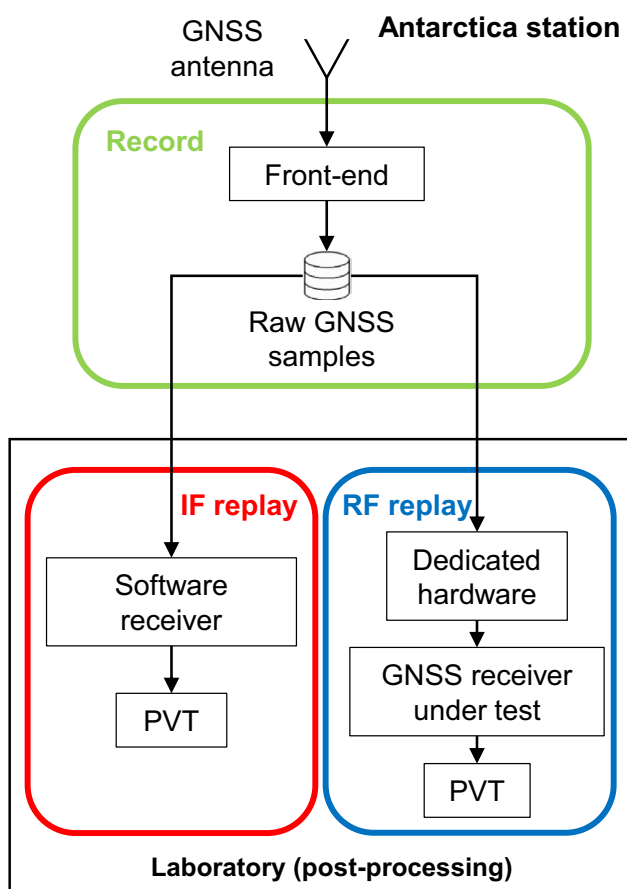 GNSS
antenna
Antarctica station
Record
Front-end
Raw GNSS
samples
IF replay
Software
receiver
PVT
RF replay
Dedicated
hardware
GNSS receiver
under test
PVT
Laboratory (post-processing)